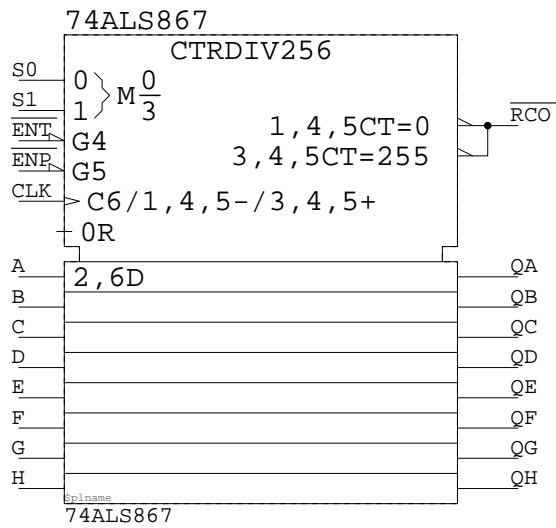 74ALS867
CTRDIV256
S0
0
M 0/3
S1
1
1,4,5CT=0
RCO
ENT
G4
3,4,5CT=255
ENP
G5
CLK
C6/1,4,5-/3,4,5+
0R
A
2,6D
QA
B
QB
C
QC
D
QD
E
QE
F
QF
G
QG
H
QH
$plname
74ALS867